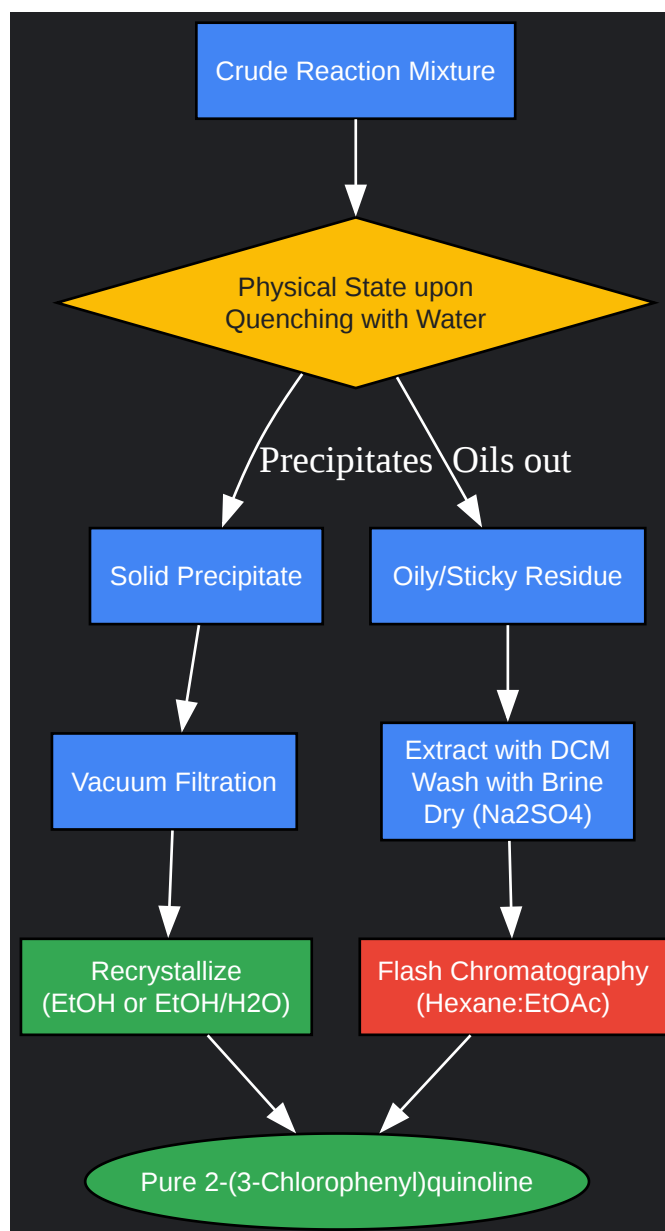 Crude Reaction Mixture
Physical State upon
Quenching with Water
Precipitates
Oils out
Solid Precipitate
Oily/Sticky Residue
Vacuum Filtration
Extract with DCM
Wash with Brine
Dry (Na2SO4)
Recrystallize
(EtOH or EtOH/H2O)
Flash Chromatography
(Hexane:EtOAc)
Pure 2-(3-Chlorophenyl)quinoline